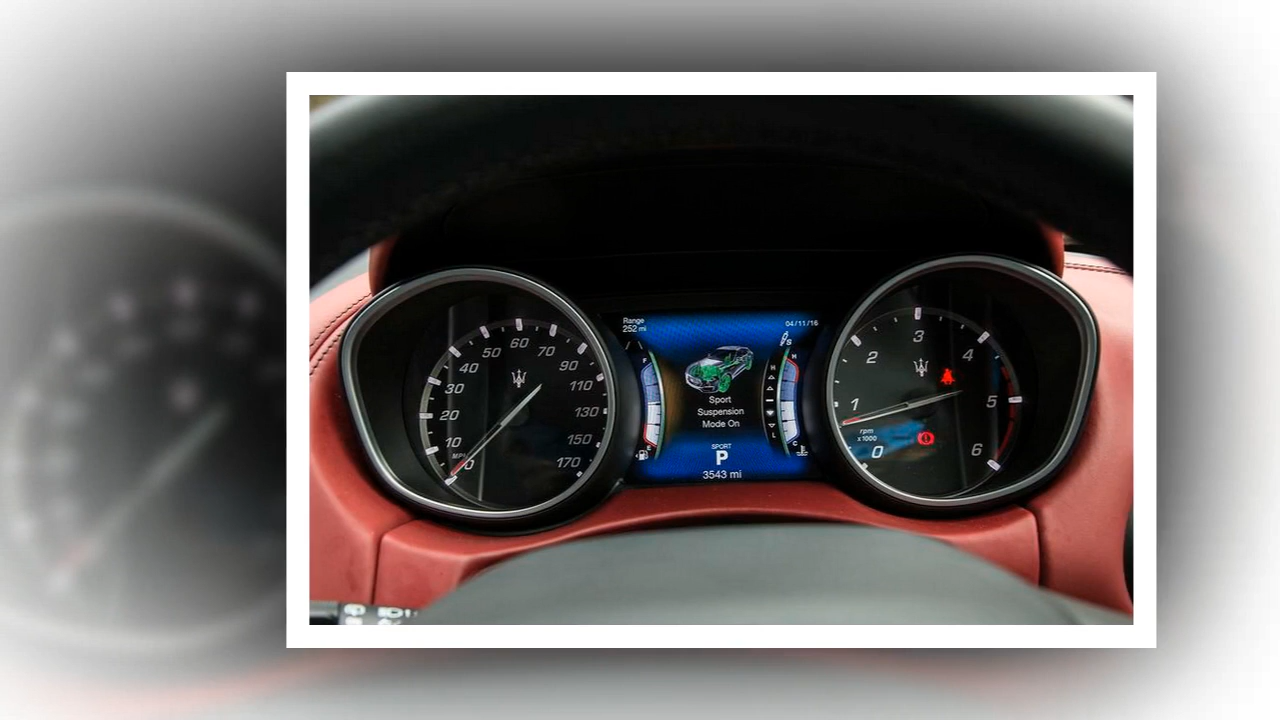 60
50
70
40
90
30
110
20
130
10
150
MPH
0
170
Range
252 mi
04/11/16
S
F
H
H
Sport
Suspension
Mode On
L
E
C
SPORT
P
3543 mi
3
2
4
1
5
rpm
x1000
0
6